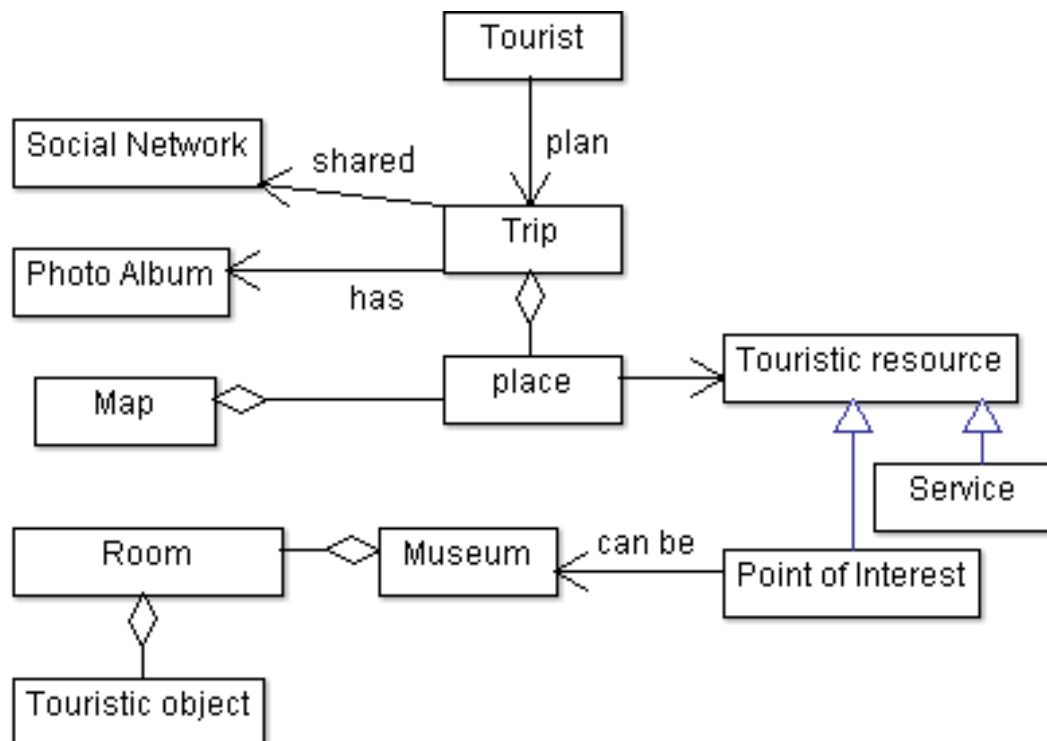 Tourist
Social Network
shared
plan
Trip
Photo Album
has
Touristic resource
place
Map
Service
Room
Museum
can be
Point of Interest
Touristic object